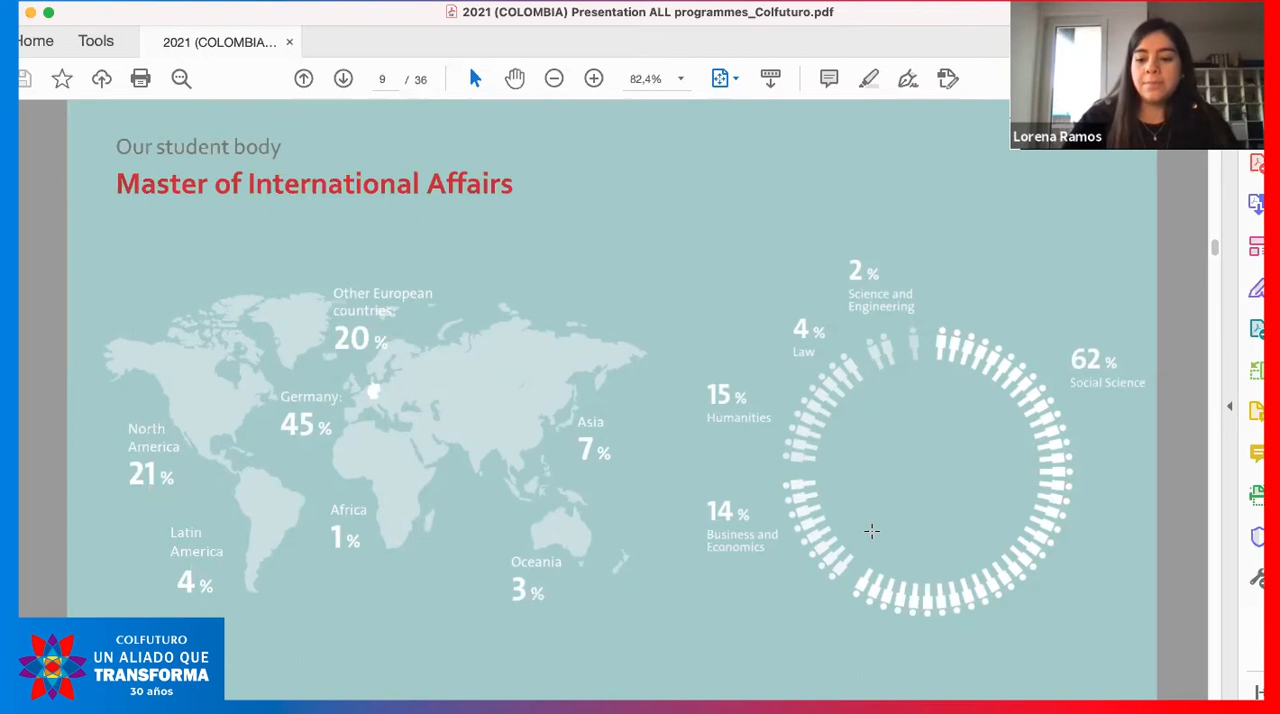 2021 (COLOMBIA) Presentation ALL programmes_Colfuturo.pdf
Home
Tools
2021 (COLOMBIA...
×
9 / 36
82,4%
Lorena Ramos
Our student body
Master of International Affairs
Other European
countries:
20 %
Germany:
45 %
North
America
21 %
Asia
7 %
Africa
1 %
Latin
America
4 %
Oceania
3 %
2 %
Science and
Engineering
4 %
Law
62 %
Social Science
15 %
Humanities
14 %
Business and
Economics
COLFUTURO
UN ALIADO QUE
TRANSFORMA
30 años